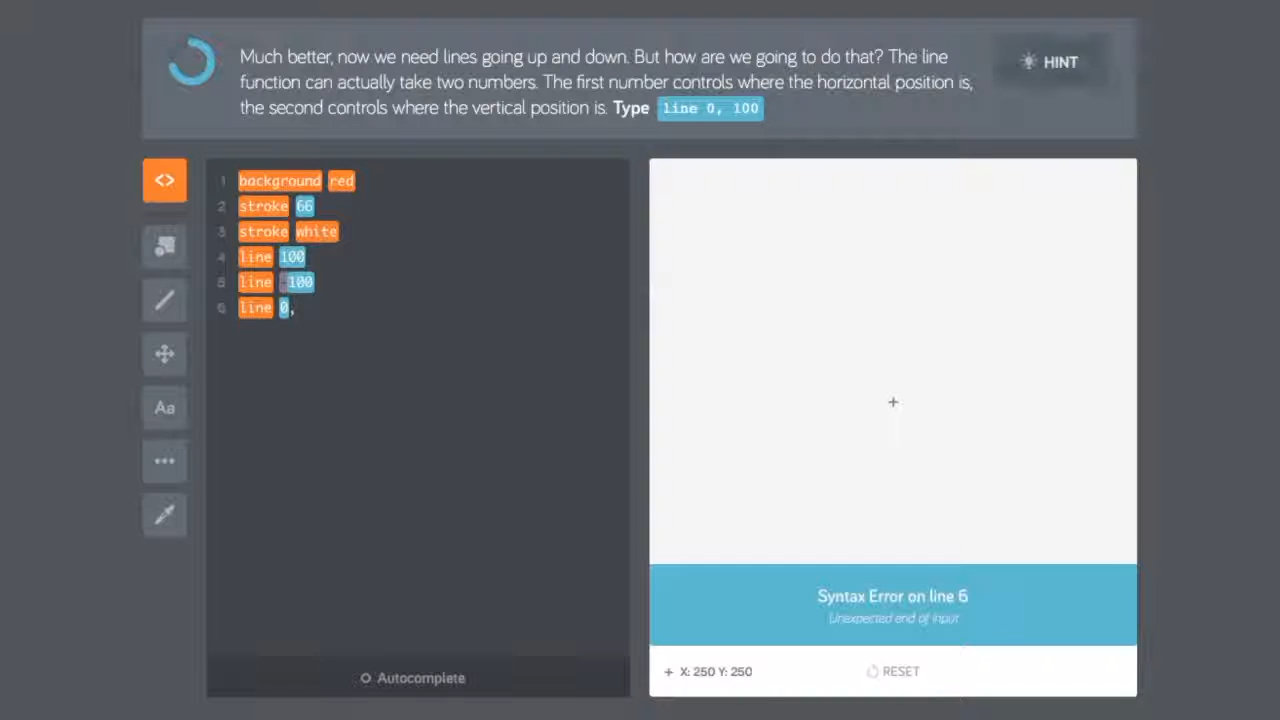 Much better, now we need lines going up and down. But how are we going to do that? The line
function can actually take two numbers. The first number controls where the horizontal position is,
the second controls where the vertical position is. Type line 0, 100
HINT
<>
1 background red
2 stroke 66
3 stroke white
4 line 100
5 line -100
6 line 0,
Aa
Syntax Error on line 6
Unexpected end of input
Autocomplete
+ X: 250 Y: 250
RESET